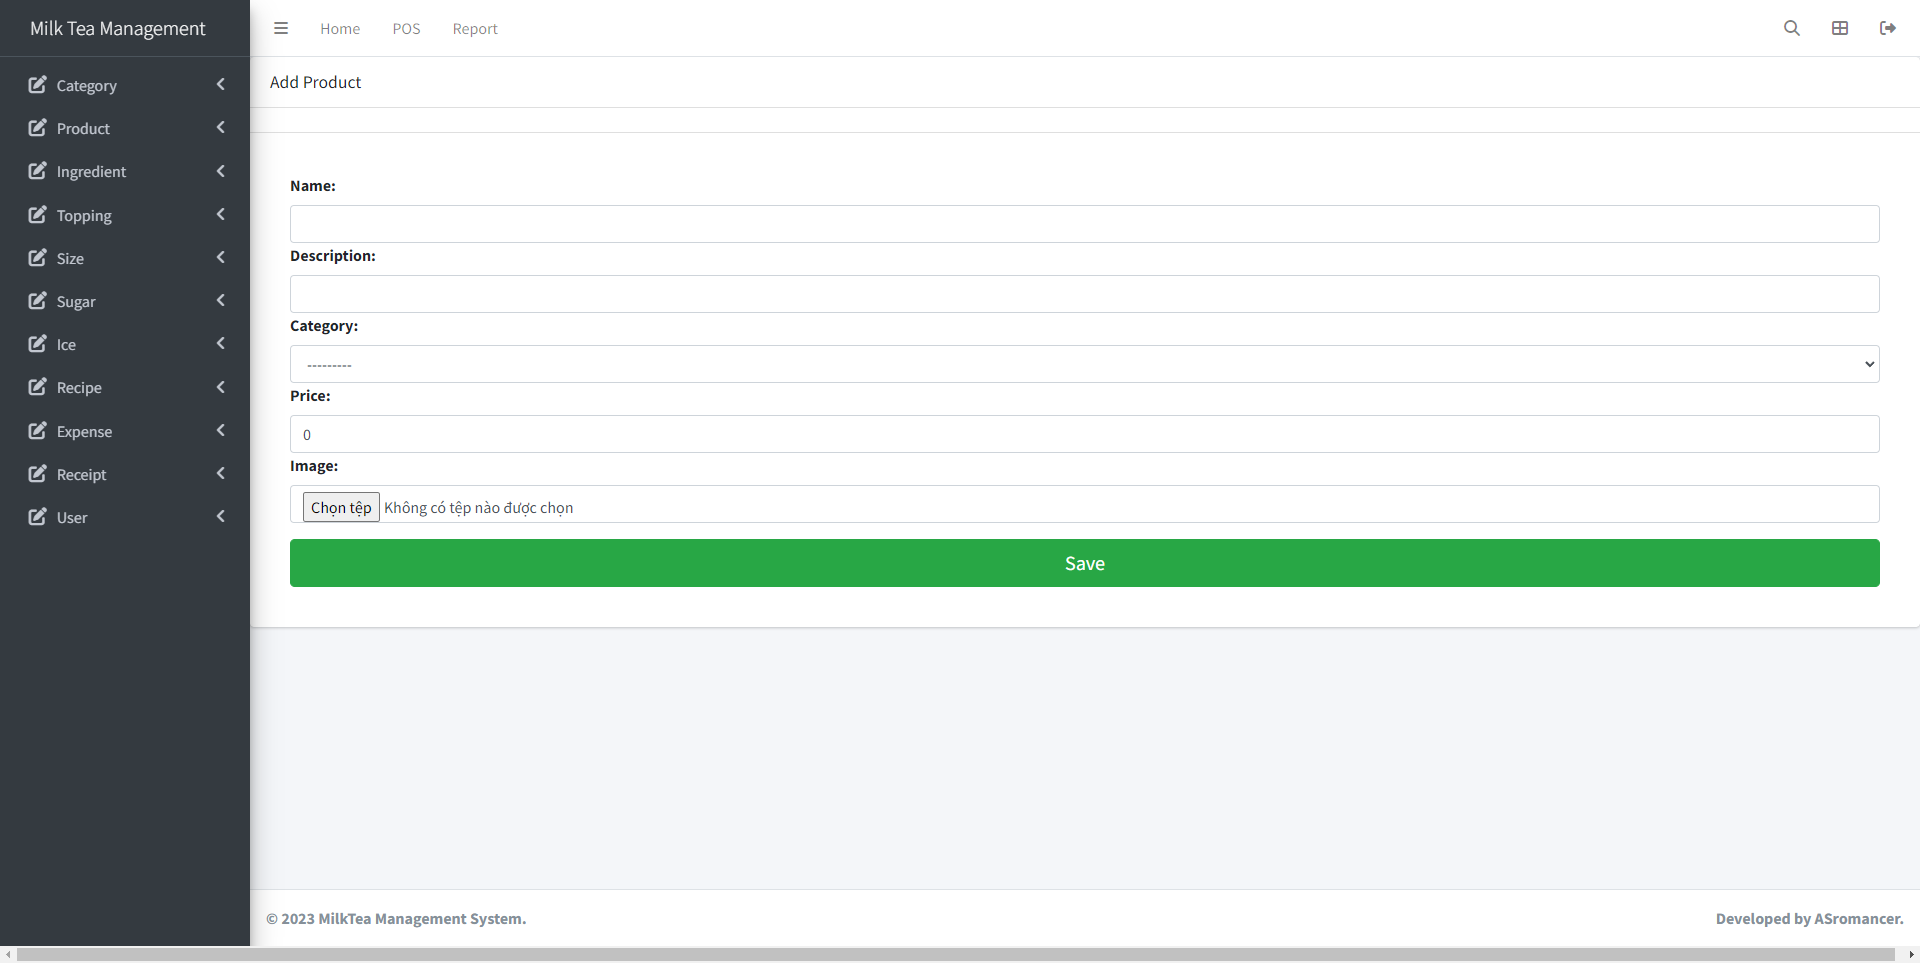 Milk Tea Management
Home POS Report
Category
Product
Ingredient
Topping
Size
Sugar
Ice
Recipe
Expense
Receipt
User
Add Product
Name:
Description:
Category:
---------
Price:
0
Image:
Chọn tệp Không có tệp nào được chọn
Save
© 2023 MilkTea Management System.
Developed by ASromancer.